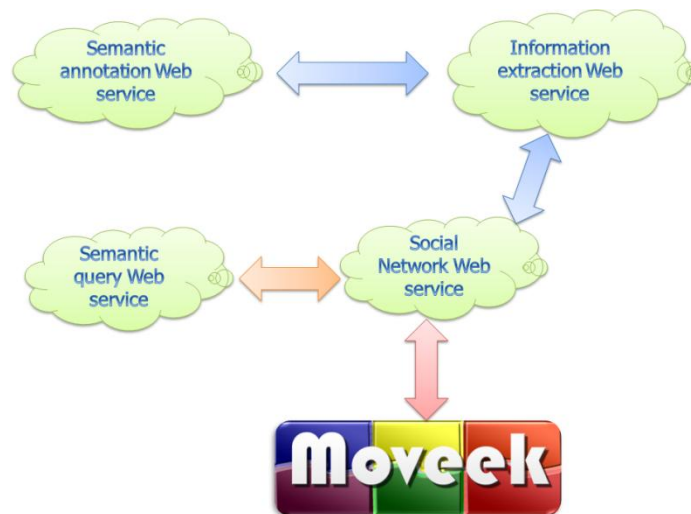 Semantic
annotation Web
service
Information
extraction Web
service
Semantic
query Web
service
Social
Network Web
service
Moveek